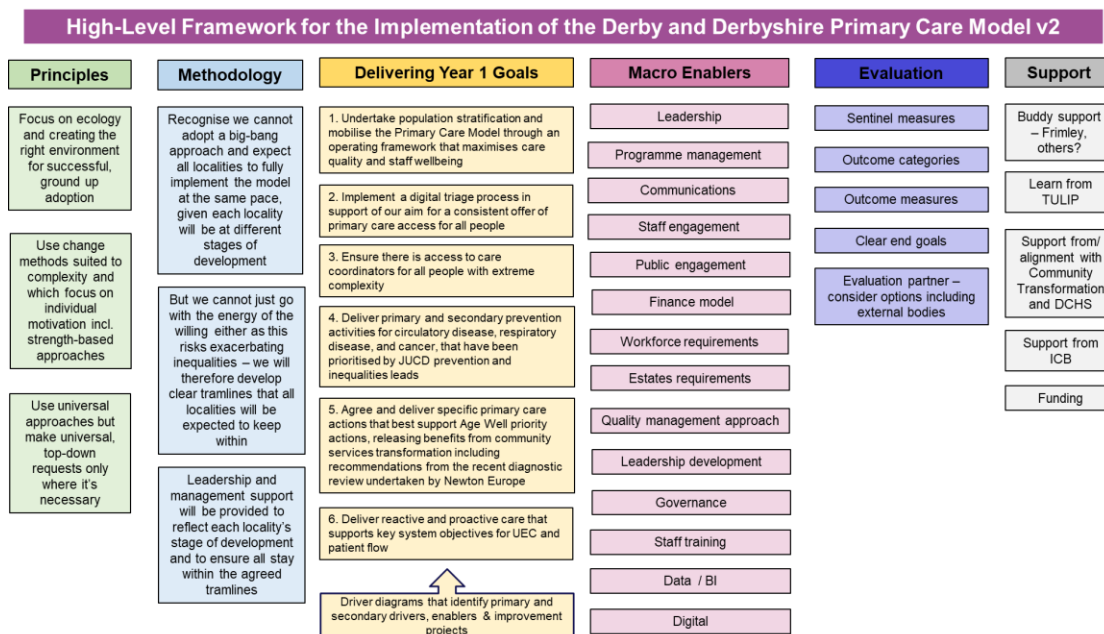 High-Level Framework for the Implementation of the Derby and Derbyshire Primary Care Model v2
Principles
Focus on ecology
and creating the
right environment
for successful,
ground up
adoption
Use change
methods suited to
complexity and
which focus on
individual
motivation incl.
strength-based
approaches
Use universal
approaches but
make universal,
top-down
requests only
where it's
necessary
Methodology
Recognise we cannot
adopt a big-bang
approach and expect
all localities to fully
implement the model
at the same pace,
given each locality
will be at different
stages of
development
But we cannot just go
with the energy of the
willing either as this
risks exacerbating
inequalities – we will
therefore develop
clear tramlines that all
localities will be
expected to keep
within
Leadership and
management support
will be provided to
reflect each locality's
stage of development
and to ensure all stay
within the agreed
tramlines
Delivering Year 1 Goals
1. Undertake population stratification and
mobilise the Primary Care Model through an
operating framework that maximises care
quality and staff wellbeing
2. Implement a digital triage process in
support of our aim for a consistent offer of
primary care access for all people
3. Ensure there is access to care
coordinators for all people with extreme
complexity
4. Deliver primary and secondary prevention
activities for circulatory disease, respiratory
disease, and cancer, that have been
prioritised by JUCD prevention and
inequalities leads
5. Agree and deliver specific primary care
actions that best support Age Well priority
actions, releasing benefits from community
services transformation including
recommendations from the recent diagnostic
review undertaken by Newton Europe
6. Deliver reactive and proactive care that
supports key system objectives for UEC and
patient flow
Driver diagrams that identify primary and
secondary drivers, enablers & improvement
projects
Macro Enablers
Leadership
Programme management
Communications
Staff engagement
Public engagement
Finance model
Workforce requirements
Estates requirements
Quality management approach
Leadership development
Governance
Staff training
Data / BI
Digital
Evaluation
Sentinel measures
Outcome categories
Outcome measures
Clear end goals
Evaluation partner –
consider options including
external bodies
Support
Buddy support
– Frimley,
others?
Learn from
TULIP
Support from/
alignment with
Community
Transformation
and DCHS
Support from
ICB
Funding